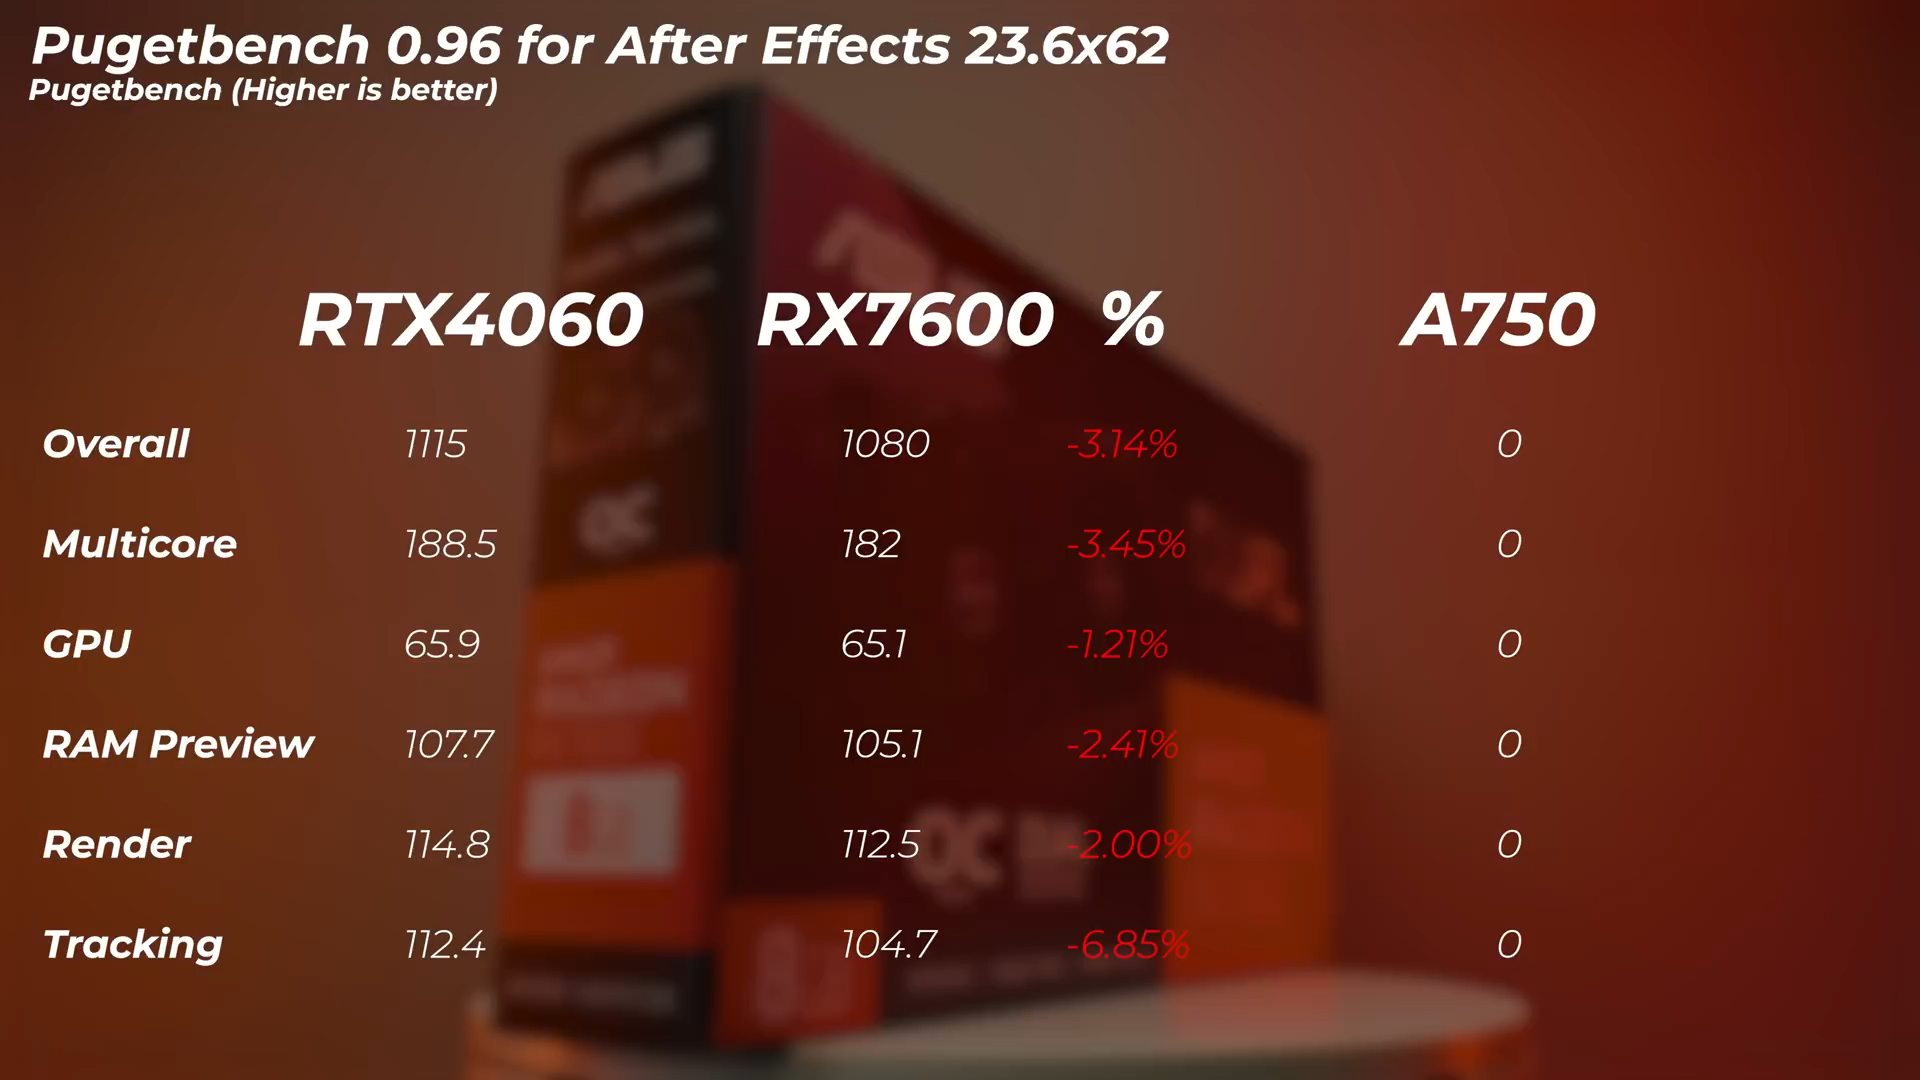 Pugetbench 0.96 for After Effects 23.6x62
Pugetbench (Higher is better)
RTX4060 RX7600 % A750
Overall 1115 1080 -3.14% 0
Multicore 188.5 182 -3.45% 0
GPU 65.9 65.1 -1.21% 0
RAM Preview 107.7 105.1 -2.41% 0
Render 114.8 112.5 -2.00% 0
Tracking 112.4 104.7 -6.85% 0
OC
OC